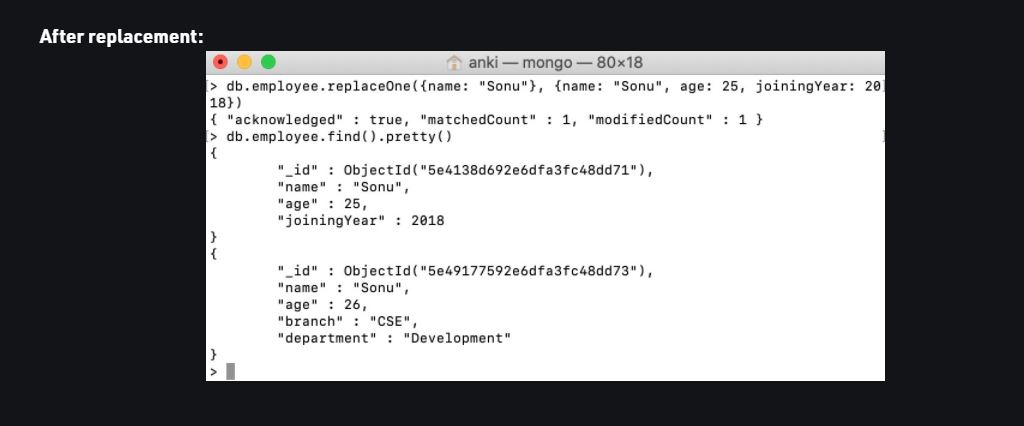 After replacement:
anki — mongo — 80×18
[> db.employee.replaceOne({name: "Sonu"}, {name: "Sonu", age: 25, joiningYear: 20]
18})
{ "acknowledged" : true, "matchedCount" : 1, "modifiedCount" : 1 }
[> db.employee.find().pretty() ]
{
"_id" : ObjectId("5e4138d692e6dfa3fc48dd71"),
"name" : "Sonu",
"age" : 25,
"joiningYear" : 2018
}
{
"_id" : ObjectId("5e49177592e6dfa3fc48dd73"),
"name" : "Sonu",
"age" : 26,
"branch" : "CSE",
"department" : "Development"
}
>